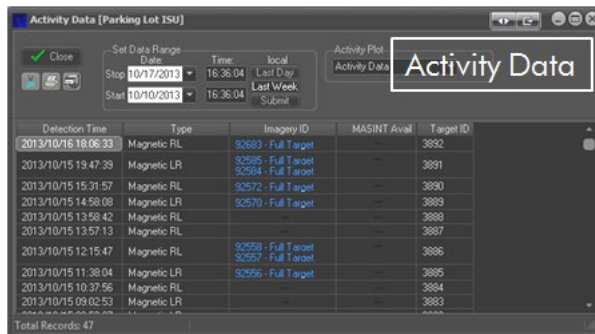 Activity Data [Parking Lot ISU]
Close
Set Data Range
Date: Time: local
Stop 10/17/2013 16:36:04 Last Day
Last Week
Start 10/10/2013 16:36:04 Submit
Activity Plot
Activity Data
Activity Data
Detection Time Type Imagery ID MASINT Avail Target ID
2013/10/16 18:06:33 Magnetic RL 92683 - Full Target --- 3892
2013/10/15 19:47:39 Magnetic LR 92585 - Full Target --- 3891
92584 - Full Target
2013/10/15 15:31:57 Magnetic RL 92572 - Full Target --- 3890
2013/10/15 14:58:08 Magnetic LR 92570 - Full Target --- 3889
2013/10/15 13:58:42 Magnetic RL --- --- 3888
2013/10/15 13:57:13 Magnetic RL --- --- 3887
2013/10/15 12:15:47 Magnetic RL 92558 - Full Target --- 3886
92557 - Full Target
2013/10/15 11:38:04 Magnetic LR 92556 - Full Target --- 3885
2013/10/15 10:37:56 Magnetic RL --- --- 3884
2013/10/15 09:02:53 Magnetic LR --- --- 3883
Total Records: 47